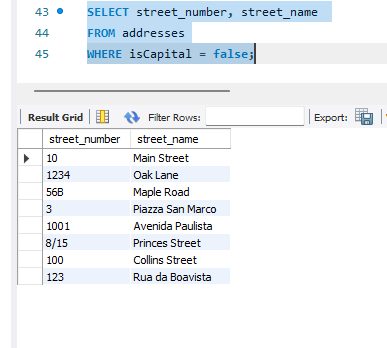 43 SELECT street_number, street_name
44 FROM addresses
45 WHERE isCapital = false;
Result Grid Filter Rows: Export:
street_number street_name
10 Main Street
1234 Oak Lane
56B Maple Road
3 Piazza San Marco
1001 Avenida Paulista
8/15 Princes Street
100 Collins Street
123 Rua da Boavista